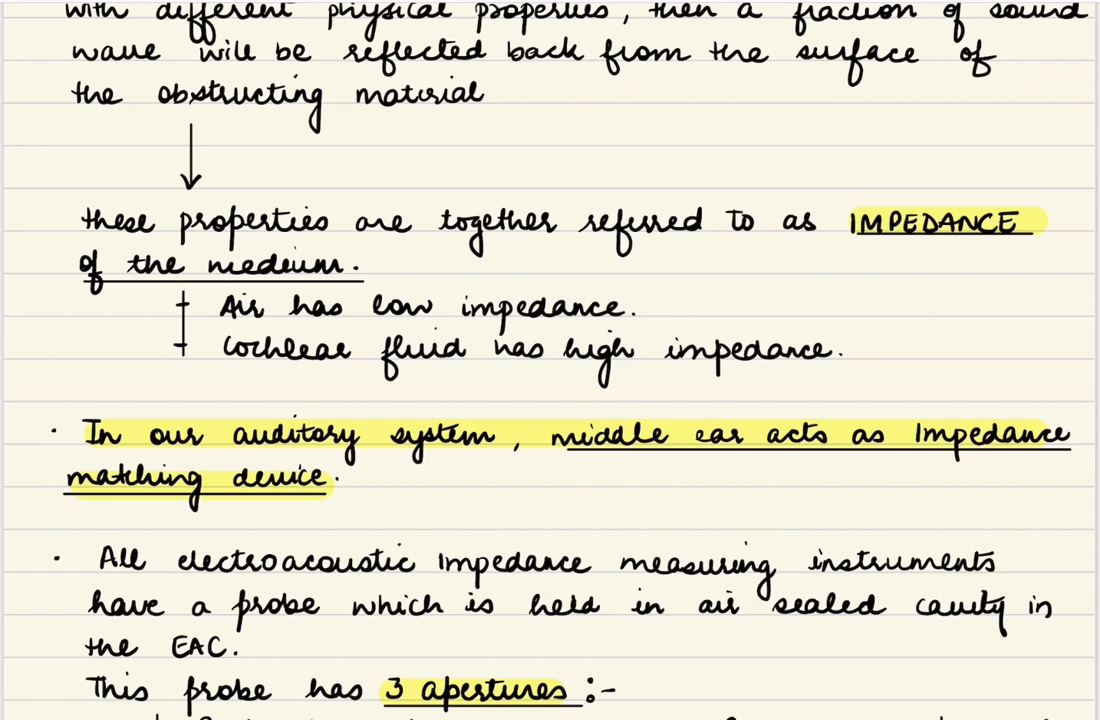 with different physical properties, then a fraction of sound
wave will be reflected back from the surface of
the obstructing material
these properties are together referred to as IMPEDANCE
of the medium.
Air has low impedance.
Cochlear fluid has high impedance.
· In our auditory system, middle ear acts as Impedance
matching device.
· All electroacoustic Impedance measuring instruments
have a probe which is held in air sealed cavity in
the EAC.
This probe has 3 apertures :-